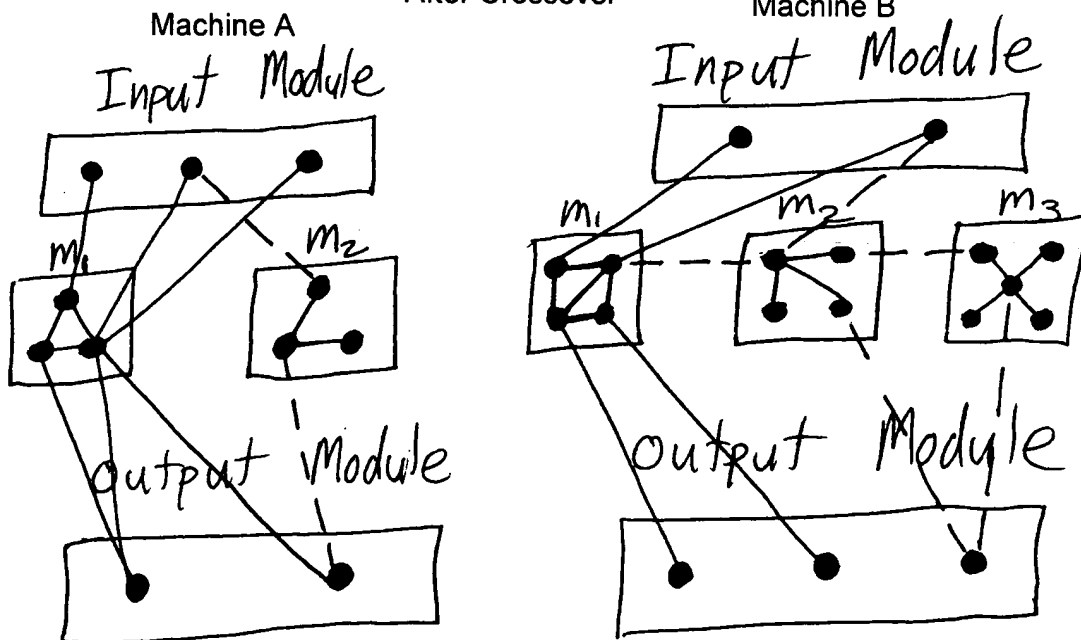 After Crossover
Machine A
Machine B
Input Module
Input Module
m1
m2
m1
m2
m3
Output Module
Output Module